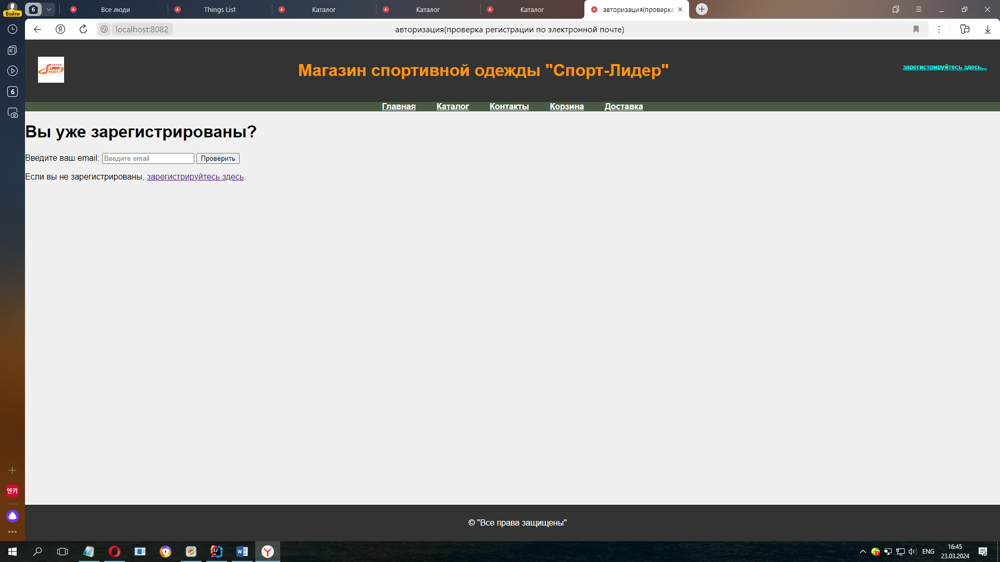 6
Все люди
Things List
Каталог
Каталог
Каталог
авторизация(проверка
Войти
localhost:8082
авторизация(проверка регистрации по электронной почте)
6
SUPER SPORT
Магазин спортивной одежды "Спорт-Лидер"
зарегистрируйтесь здесь...
Главная
Каталог
Контакты
Корзина
Доставка
Вы уже зарегистрированы?
Введите ваш email: Введите email Проверить
Если вы не зарегистрированы, зарегистрируйтесь здесь.
엔카
© "Все права защищены"
ENG
16:45
23.03.2024